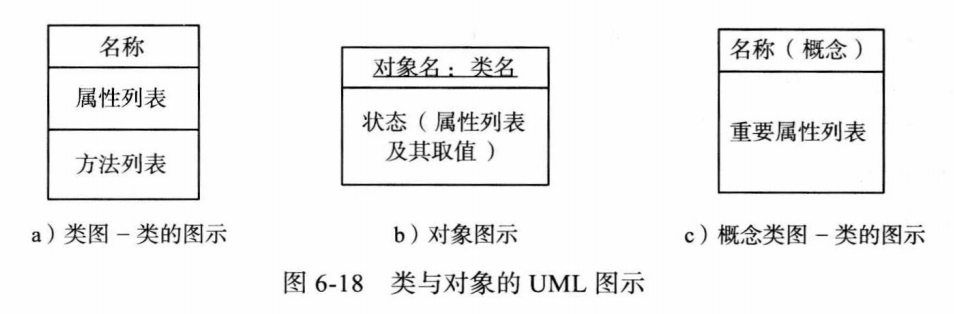 名称
属性列表
方法列表
a）类图－类的图示
对象名：类名
状态（属性列表
及其取值）
b）对象图示
名称（概念）
重要属性列表
c）概念类图－类的图示
图 6-18 类与对象的 UML 图示